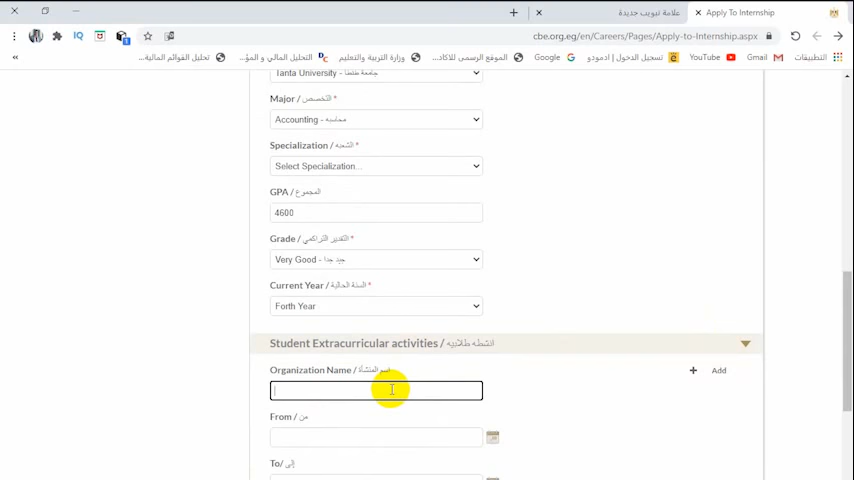 Apply To Internship
علامة تبويب جديدة
cbe.org.eg/en/Careers/Pages/Apply-to-Internship.aspx
IQ
التطبيقات
Gmail
YouTube
تسجيل الدخول | ادمودو
Google
الموقع الرسمى للاكاد...
وزارة التربية والتعليم
التحليل المالي و المؤ...
تحليل القوائم المالية...
Tanta University - جامعة طنطا
Major / التخصص *
Accounting - محاسبه
Specialization / الشعبه *
Select Specialization...
GPA / المجموع
4600
Grade / التقدير التراكمي *
Very Good - جيد جدا
Current Year / السنة الحالية *
Forth Year
Student Extracurricular activities / انشطه طلابيه
Organization Name / اسم المنشأة
+ Add
From / من
To/ إلى